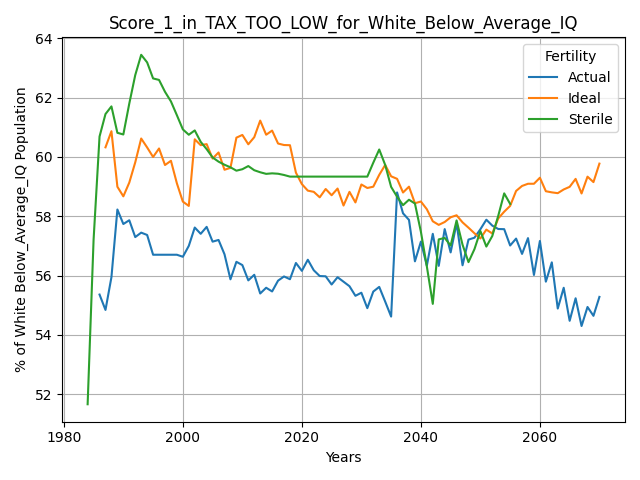 Score_1_in_TAX_TOO_LOW_for_White_Below_Average_IQ
% of White Below_Average_IQ Population
64
62
60
58
56
54
52
Fertility
Actual
Ideal
Sterile
1980
2000
2020
2040
2060
Years